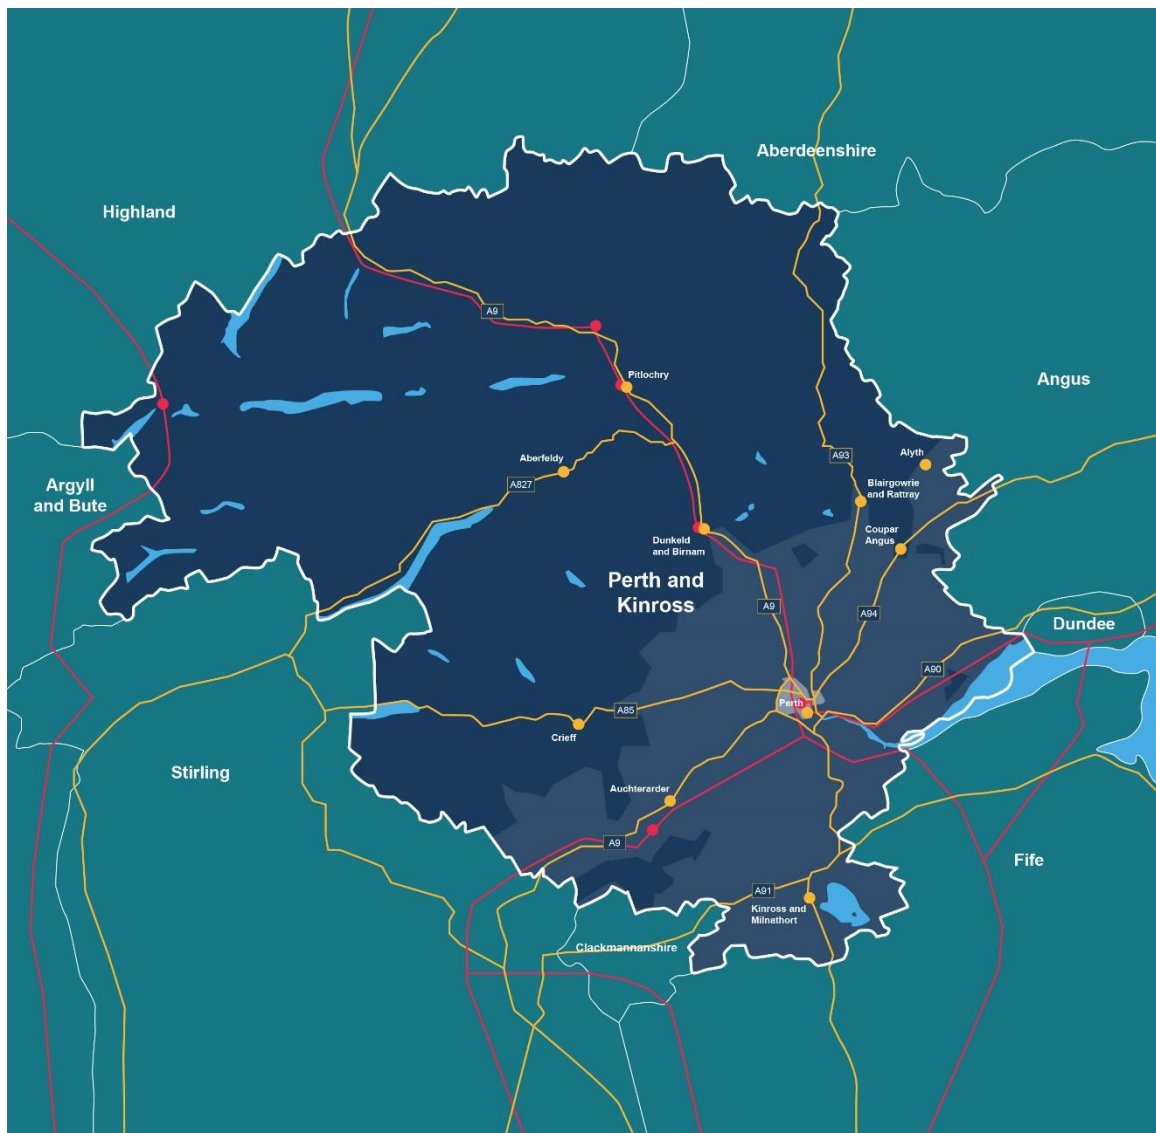 Aberdeenshire
Highland
A9
Pitlochry
Angus
Aberfeldy
A93
Alyth
Argyll
and Bute
A827
Blairgowrie
and Rattray
Coupar
Angus
Dunkeld
and Birnam
Perth and
Kinross
A9
A94
Dundee
A90
Perth
A85
Crieff
Stirling
Auchterarder
A9
Fife
A91
Kinross and
Milnathort
Clackmannanshire